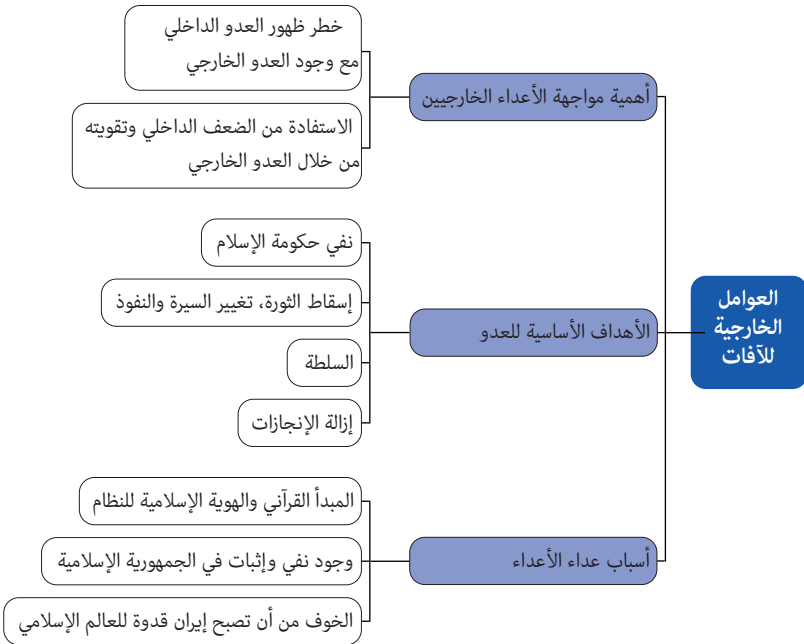 العوامل
الخارجية
للآفات
أهمية مواجهة الأعداء الخارجيين
خطر ظهور العدو الداخلي
مع وجود العدو الخارجي
الاستفادة من الضعف الداخلي وتقويته
من خلال العدو الخارجي
الأهداف الأساسية للعدو
نفي حكومة الإسلام
إسقاط الثورة، تغيير السيرة والنفوذ
السلطة
إزالة الإنجازات
أسباب عداء الأعداء
المبدأ القرآني والهوية الإسلامية للنظام
وجود نفي وإثبات في الجمهورية الإسلامية
الخوف من أن تصبح إيران قدوة للعالم الإسلامي